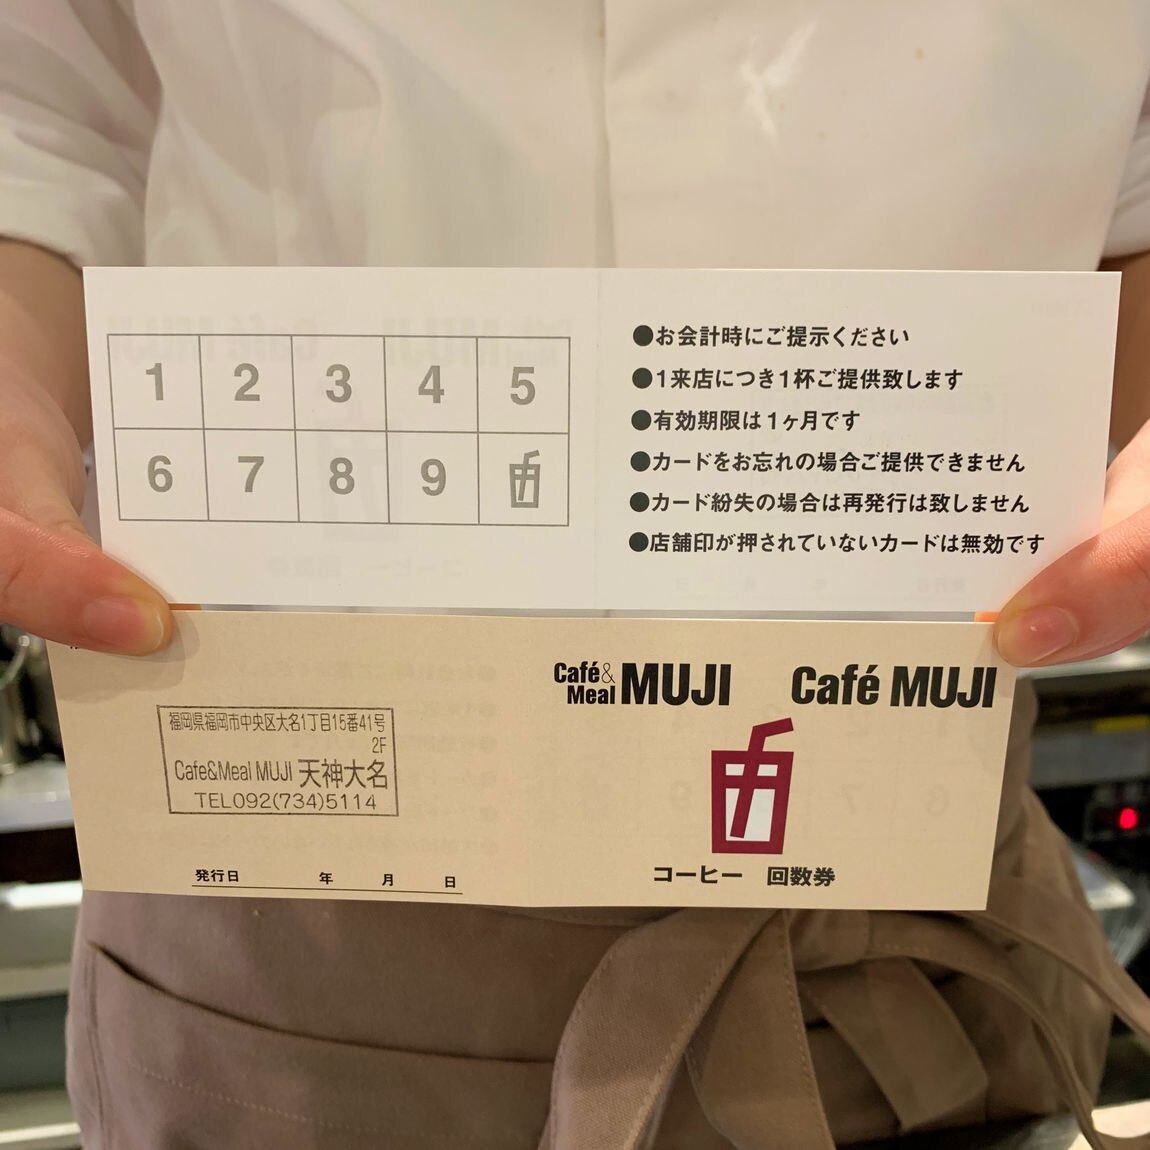 1 2 3 4 5
6 7 8 9
●お会計時にご提示ください
●1来店につき1杯ご提供致します
●有効期限は1ヶ月です
●カードをお忘れの場合ご提供できません
●カード紛失の場合は再発行は致しません
●店舗印が押されていないカードは無効です
福岡県福岡市中央区大名1丁目15番41号
2F
Cafe&Meal MUJI 天神大名
TEL092(734)5114
発行日 年 月 日
Café&
Meal MUJI
Café MUJI
コーヒー 回数券